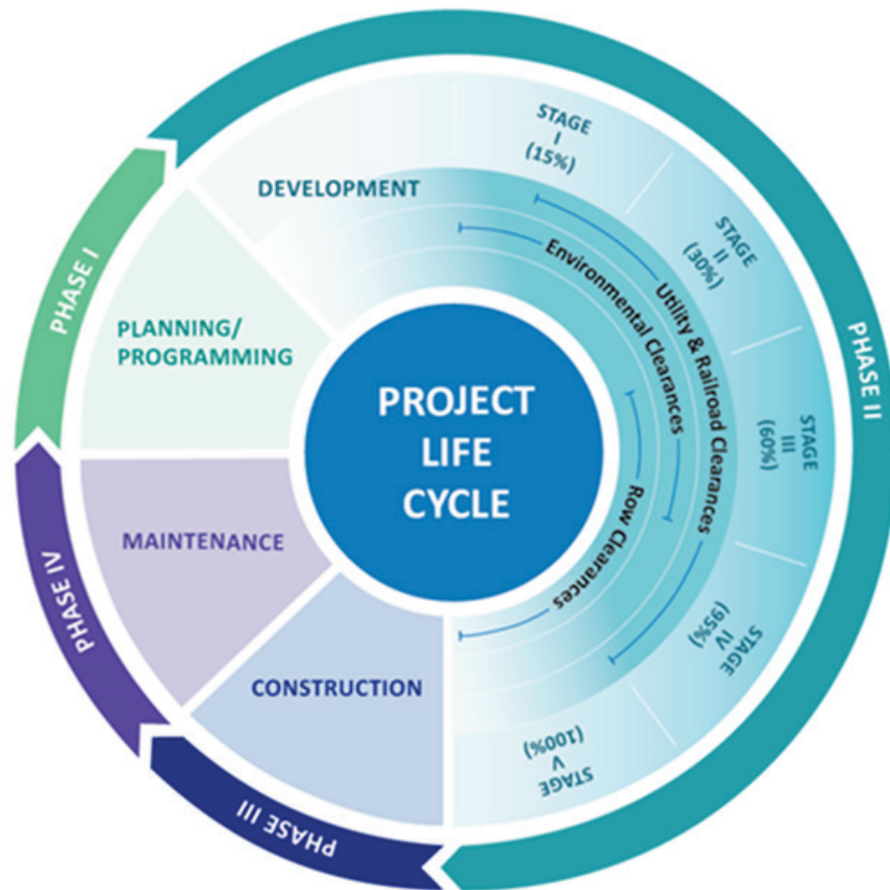 PROJECT
LIFE
CYCLE
PHASE I
PLANNING/
PROGRAMMING
PHASE II
DEVELOPMENT
STAGE
I
(15%)
STAGE
II
(30%)
STAGE
III
(60%)
STAGE
IV
(95%)
STAGE
V
(100%)
Environmental Clearances
Utility & Railroad Clearances
Row Clearances
PHASE III
CONSTRUCTION
PHASE IV
MAINTENANCE